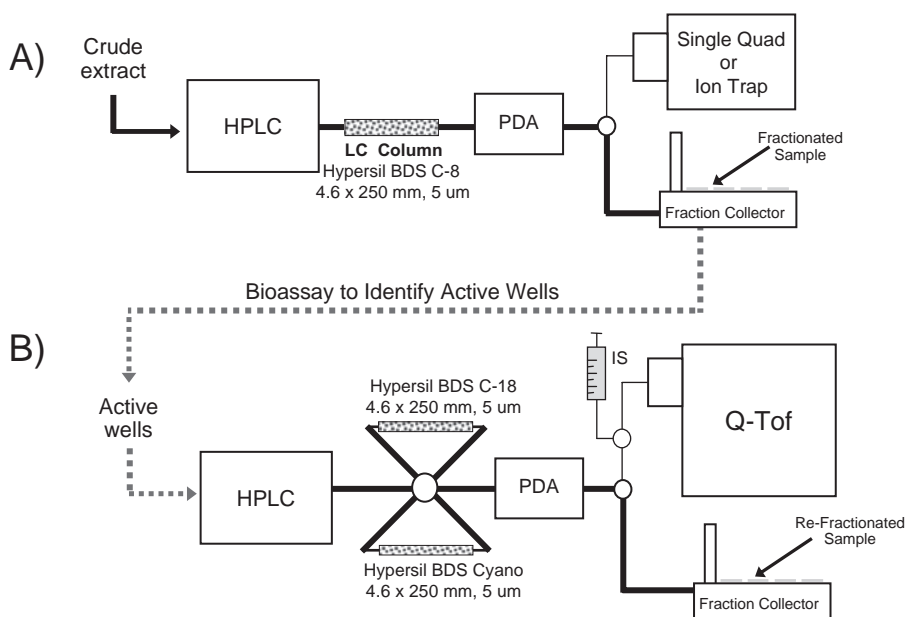 A)
Crude
extract
HPLC
LC Column
Hypersil BDS C-8
4.6 x 250 mm, 5 um
PDA
Single Quad
or
Ion Trap
Fractionated
Sample
Fraction Collector
Bioassay to Identify Active Wells
B)
Active
wells
HPLC
Hypersil BDS C-18
4.6 x 250 mm, 5 um
Hypersil BDS Cyano
4.6 x 250 mm, 5 um
PDA
IS
Q-Tof
Re-Fractionated
Sample
Fraction Collector